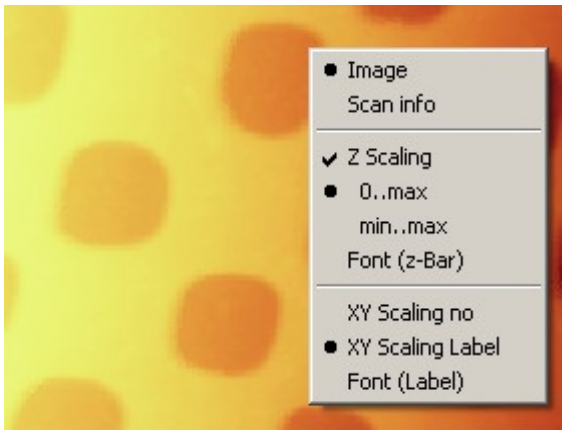 Image
Scan info
Z Scaling
0..max
min..max
Font (z-Bar)
XY Scaling no
XY Scaling Label
Font (Label)